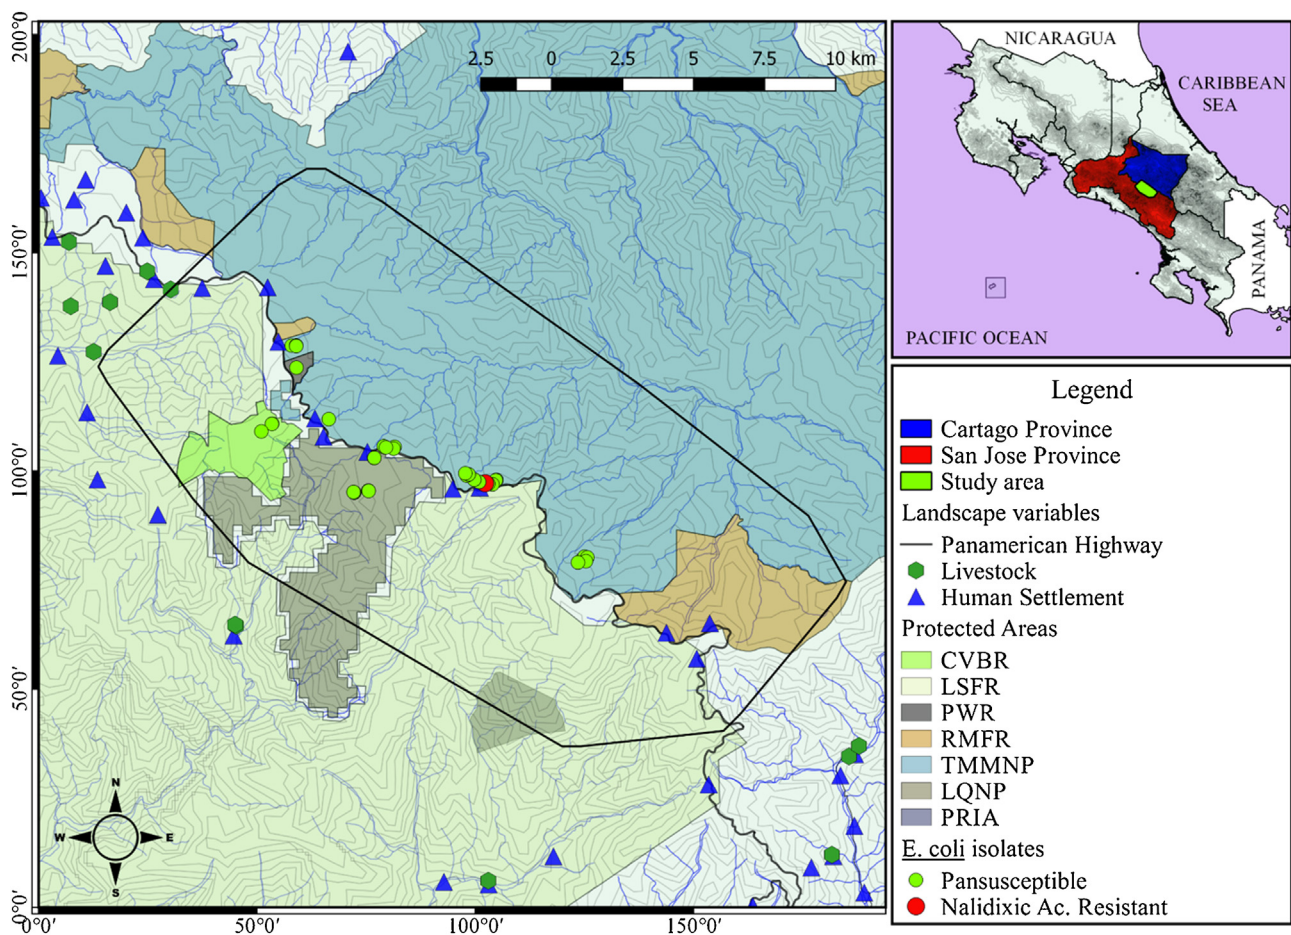 200°0'
150°0'
100°0'
50°0'
0°0'
0°0'
50°0'
100°0'
150°0'
2.5 0 2.5 5 7.5 10 km
N
W E
S
NICARAGUA
CARIBBEAN
SEA
PANAMA
PACIFIC OCEAN
Legend
Cartago Province
San Jose Province
Study area
Landscape variables
Panamerican Highway
Livestock
Human Settlement
Protected Areas
CVBR
LSFR
PWR
RMFR
TMMNP
LQNP
PRIA
E. coli isolates
Pansusceptible
Nalidixic Ac. Resistant